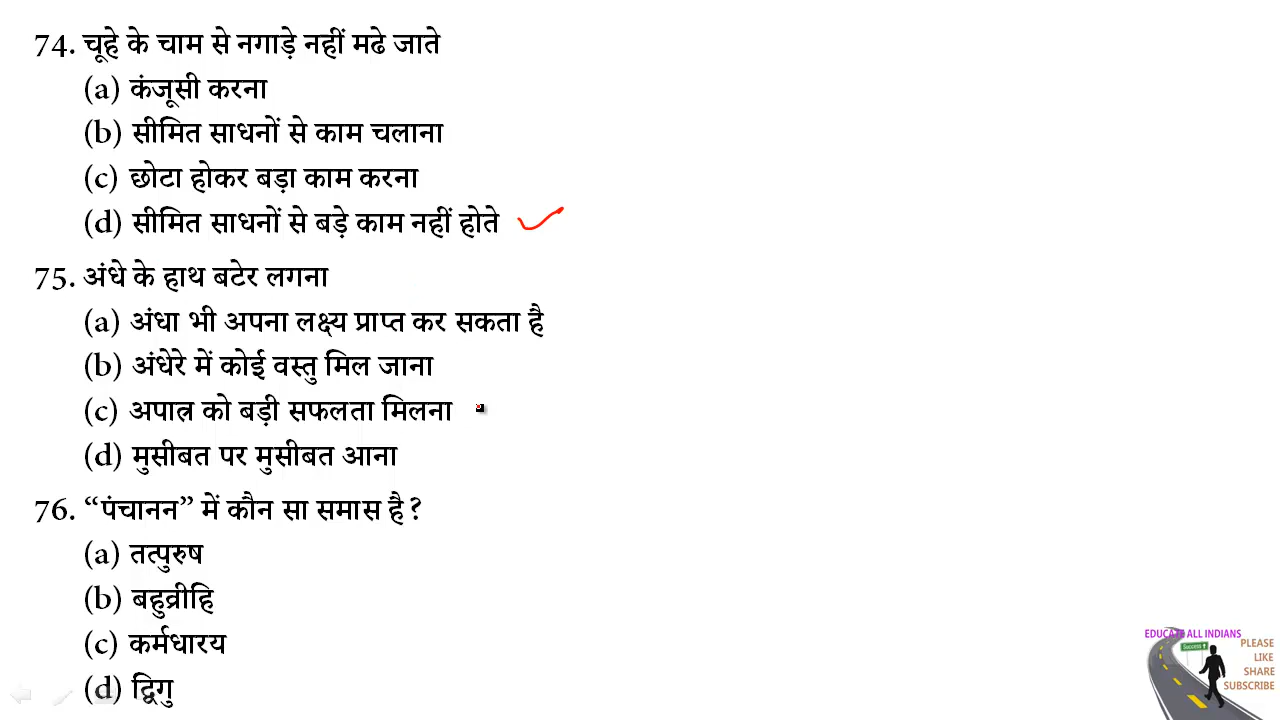 74. चूहे के चाम से नगाड़े नहीं मढे जाते
(a) कंजूसी करना
(b) सीमित साधनों से काम चलाना
(c) छोटा होकर बड़ा काम करना
(d) सीमित साधनों से बड़े काम नहीं होते
75. अंधे के हाथ बटेर लगना
(a) अंधा भी अपना लक्ष्य प्राप्त कर सकता है
(b) अंधेरे में कोई वस्तु मिल जाना
(c) अपात्र को बड़ी सफलता मिलना
(d) मुसीबत पर मुसीबत आना
76. “पंचानन” में कौन सा समास है?
(a) तत्पुरुष
(b) बहुव्रीहि
(c) कर्मधारय
(d) द्विगु
EDUCATE ALL INDIANS
Success
PLEASE
LIKE
SHARE
SUBSCRIBE